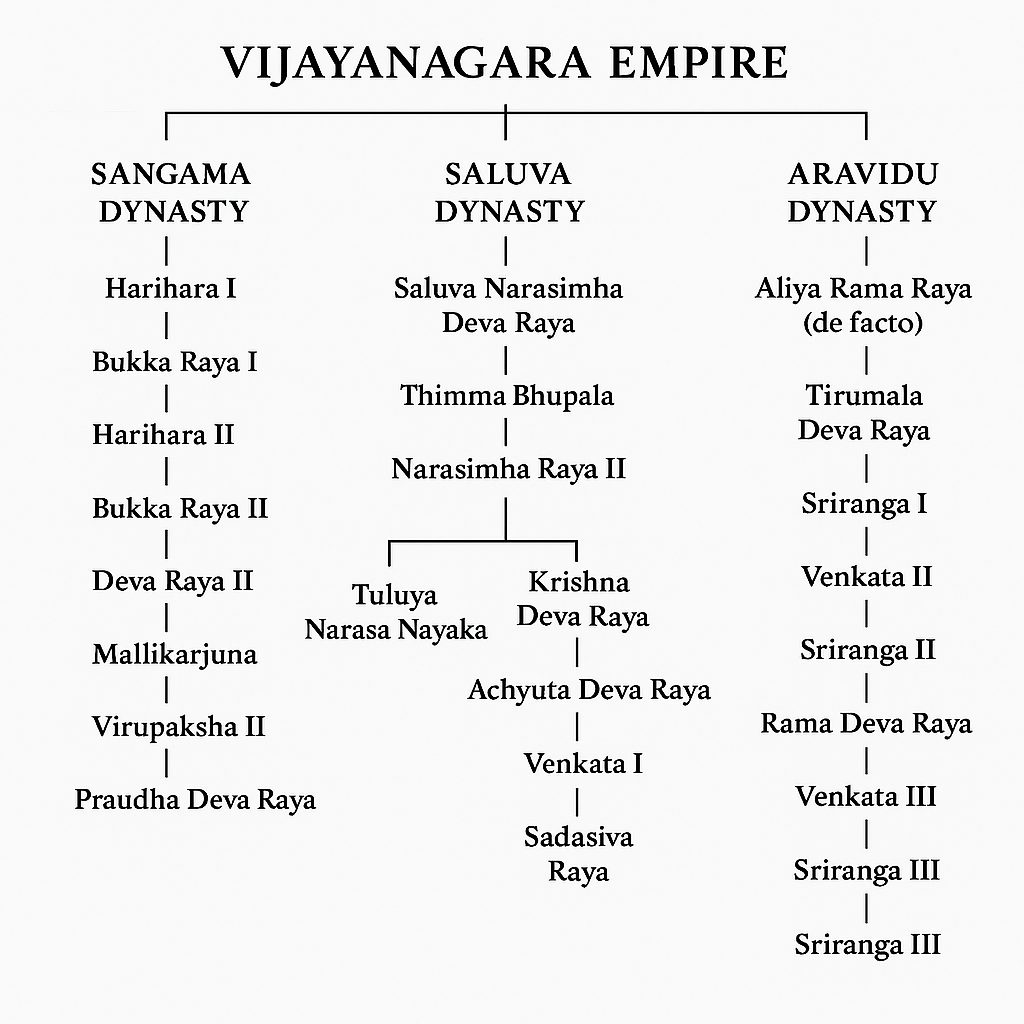 VIJAYANAGARA EMPIRE
SANGAMA
DYNASTY
Harihara I
Bukka Raya I
Harihara II
Bukka Raya II
Deva Raya II
Mallikarjuna
Virupaksha II
Praudha Deva Raya
SALUVA
DYNASTY
Saluva Narasimha
Deva Raya
Thimma Bhupala
Narasimha Raya II
Tuluya
Narasa Nayaka
Krishna
Deva Raya
Achyuta Deva Raya
Venkata I
Sadasiva
Raya
ARAVIDU
DYNASTY
Aliya Rama Raya
(de facto)
Tirumala
Deva Raya
Sriranga I
Venkata II
Sriranga II
Rama Deva Raya
Venkata III
Sriranga III
Sriranga III